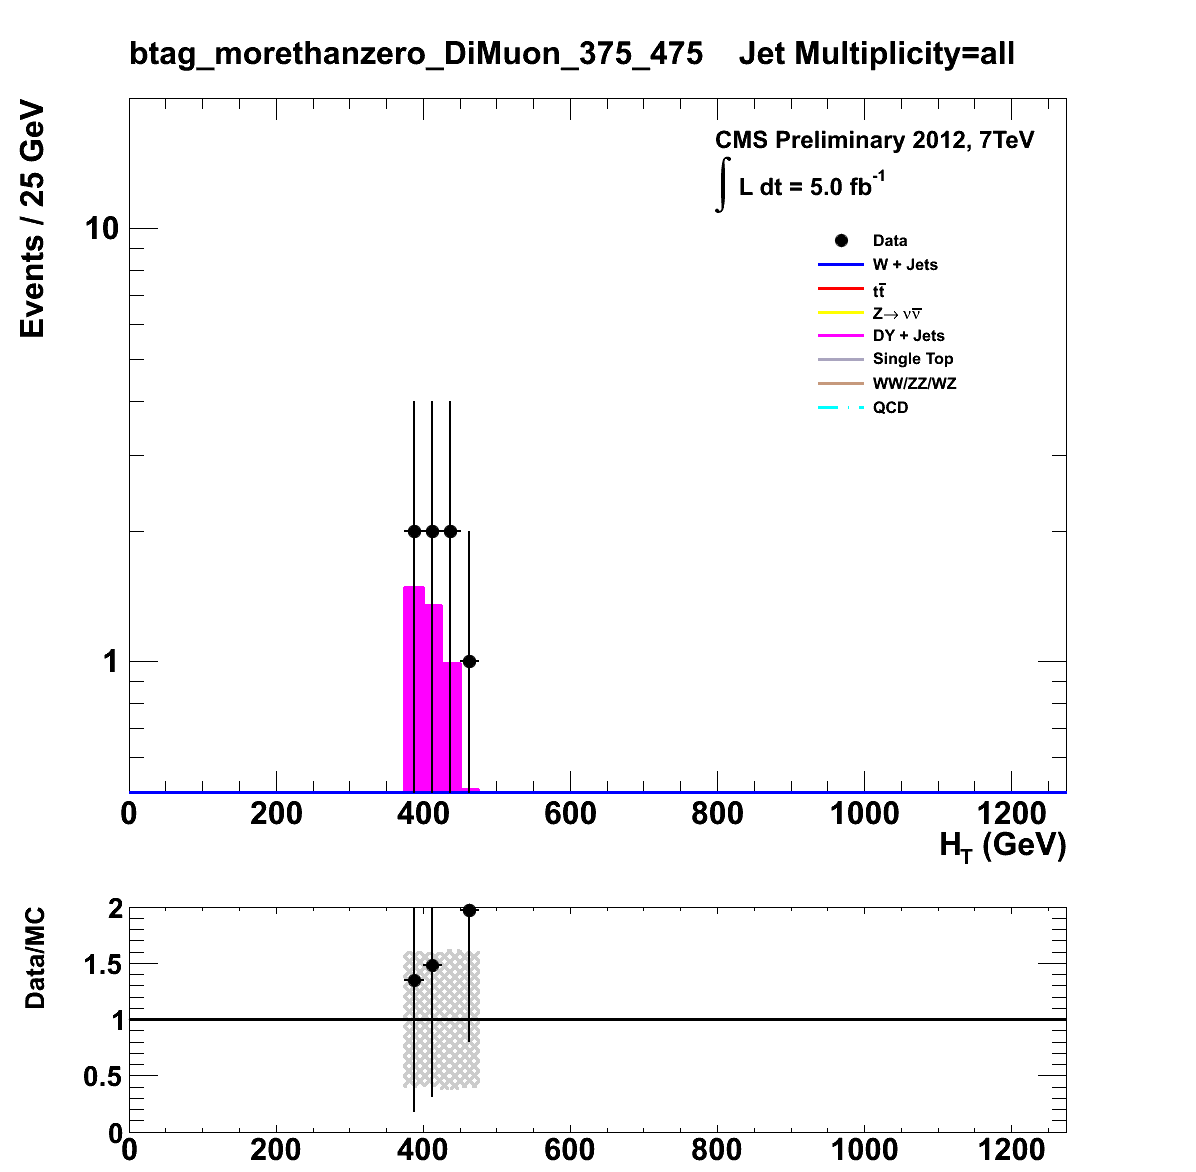 btag_morethanzero_DiMuon_375_475 Jet Multiplicity=all
Events / 25 GeV
CMS Preliminary 2012, 7TeV
∫ L dt = 5.0 fb⁻¹
Data
W + Jets
tt̅
Z→ νν̅
DY + Jets
Single Top
WW/ZZ/WZ
QCD
10
1
0 200 400 600 800 1000 1200
H_T (GeV)
Data/MC
2
1.5
1
0.5
0
0 200 400 600 800 1000 1200